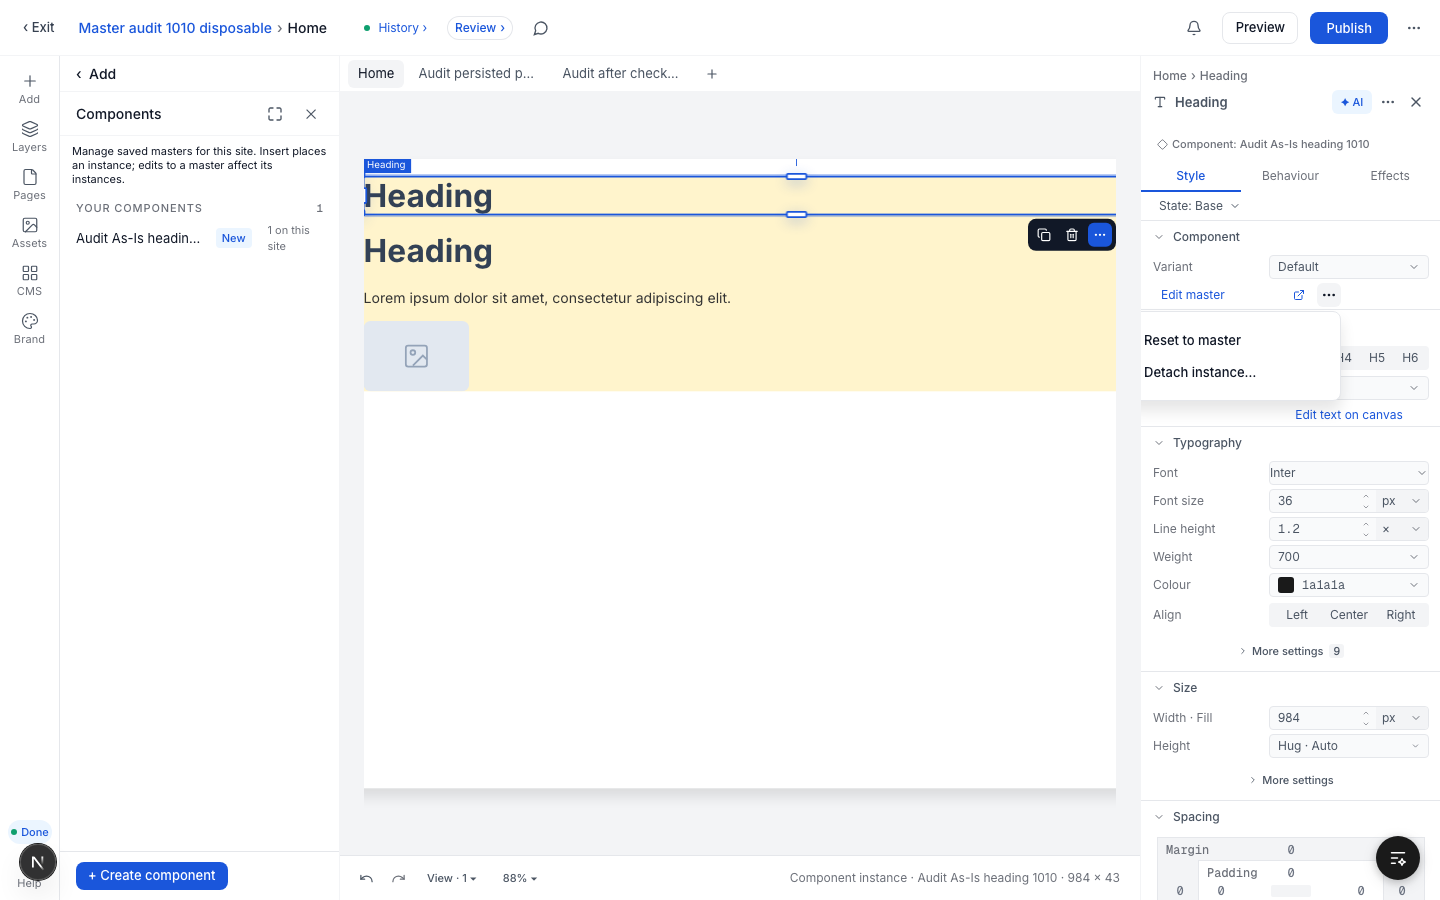 ‹ Exit
Master audit 1010 disposable › Home
History ›
Review ›
Preview
Publish
Add
Layers
Pages
Assets
CMS
Brand
Done
N
Help
‹ Add
Components
Manage saved masters for this site. Insert places
an instance; edits to a master affect its
instances.
YOUR COMPONENTS 1
Audit As-Is headin... New 1 on this
site
+ Create component
Home
Audit persisted p...
Audit after check...
Heading
Heading
Heading
Lorem ipsum dolor sit amet, consectetur adipiscing elit.
View · 1
88%
Component instance · Audit As-Is heading 1010 · 984 × 43
Home › Heading
Heading
AI
Component: Audit As-Is heading 1010
Style Behaviour Effects
State: Base
Component
Variant Default
Edit master
Reset to master
Detach instance...
H4 H5 H6
Edit text on canvas
Typography
Font Inter
Font size 36 px
Line height 1.2 ×
Weight 700
Colour 1a1a1a
Align Left Center Right
More settings 9
Size
Width · Fill 984 px
Height Hug · Auto
More settings
Spacing
Margin 0
Padding 0
0 0 0 0